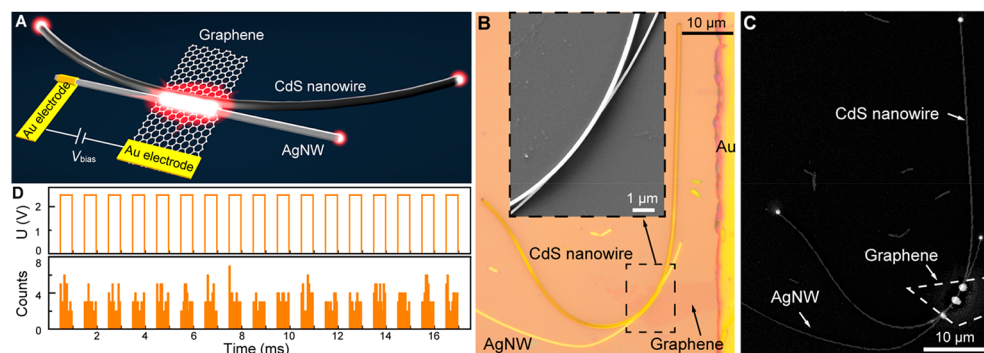 A
Graphene
CdS nanowire
Au electrode
Vbias
Au electrode
AgNW
D
U (V)
2
1
0
Counts
8
4
0
2 4 6 8 10 12 14 16
Time (ms)
B
10 μm
1 μm
Au
CdS nanowire
AgNW
Graphene
C
CdS nanowire
Graphene
AgNW
10 μm